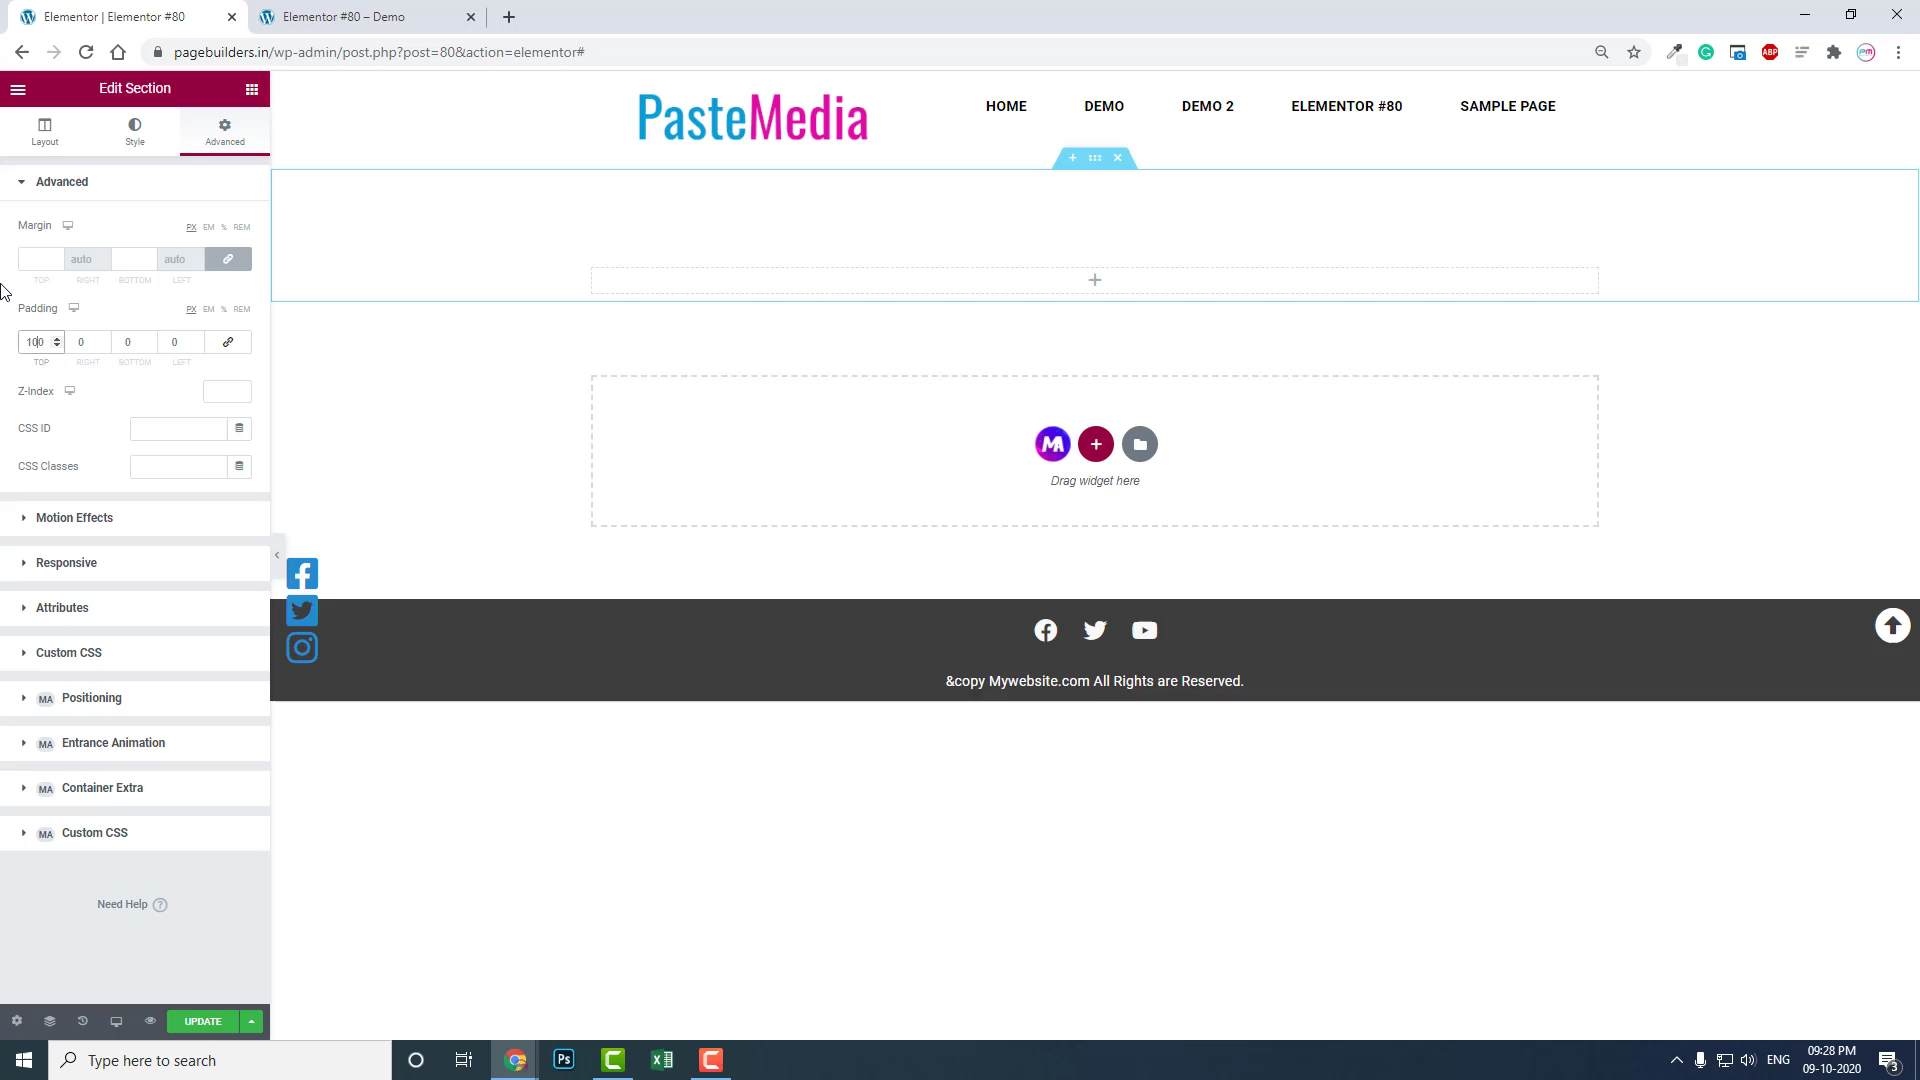 Elementor | Elementor #80
Elementor #80 – Demo
pagebuilders.in/wp-admin/post.php?post=80&action=elementor#
ABP
PM
Edit Section
Layout
Style
Advanced
Advanced
Margin
PX EM % REM
auto
auto
TOP RIGHT BOTTOM LEFT
Padding
PX EM % REM
100 0 0 0
TOP RIGHT BOTTOM LEFT
Z-Index
CSS ID
CSS Classes
Motion Effects
Responsive
Attributes
Custom CSS
MA Positioning
MA Entrance Animation
MA Container Extra
MA Custom CSS
Need Help
UPDATE
PasteMedia
HOME DEMO DEMO 2 ELEMENTOR #80 SAMPLE PAGE
MA
Drag widget here
&copy Mywebsite.com All Rights are Reserved.
Type here to search
Ps
ENG
09:28 PM
09-10-2020
3